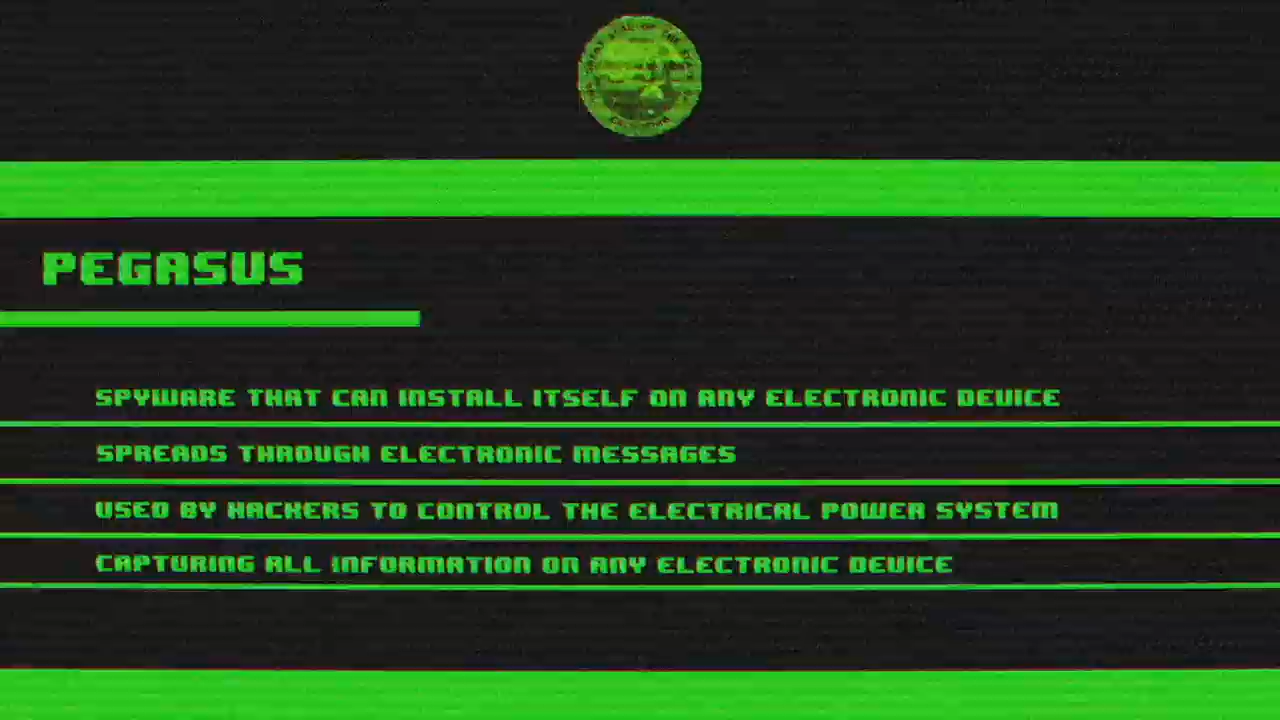 PEGASUS
SPYWARE THAT CAN INSTALL ITSELF ON ANY ELECTRONIC DEVICE
SPREADS THROUGH ELECTRONIC MESSAGES
USED BY HACKERS TO CONTROL THE ELECTRICAL POWER SYSTEM
CAPTURING ALL INFORMATION ON ANY ELECTRONIC DEVICE